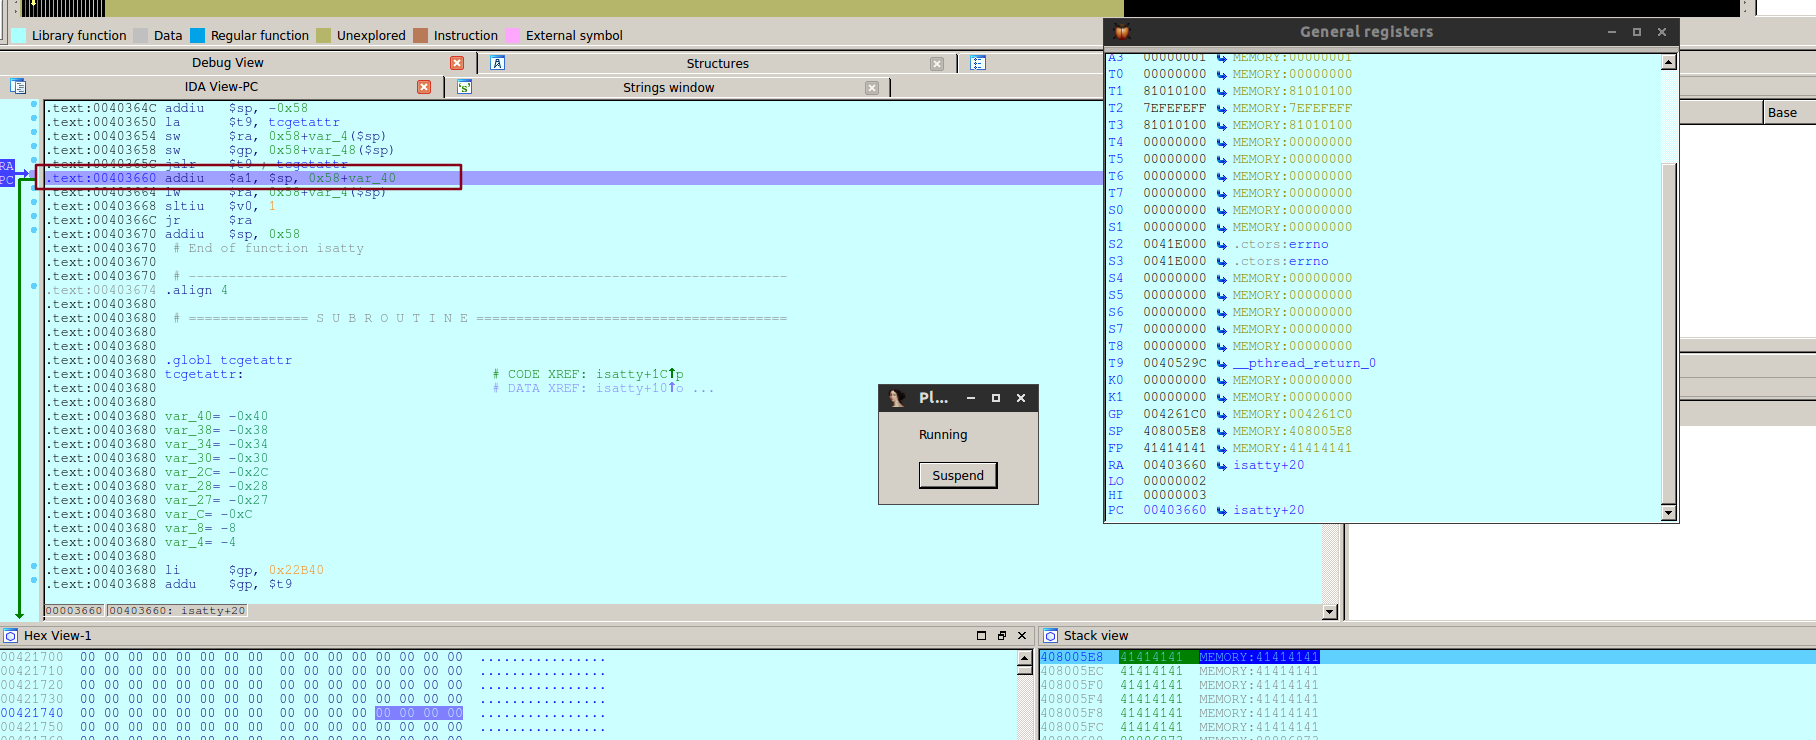 Library function Data Regular function Unexplored Instruction External symbol
Debug View Structures
IDA View-PC Strings window
.text:0040364C addiu $sp, -0x58
.text:00403650 la $t9, tcgetattr
.text:00403654 sw $ra, 0x58+var_4($sp)
.text:00403658 sw $gp, 0x58+var_48($sp)
.text:0040365C jalr $t9 ; tcgetattr
.text:00403660 addiu $a1, $sp, 0x58+var_40
.text:00403664 lw $ra, 0x58+var_4($sp)
.text:00403668 sltiu $v0, 1
.text:0040366C jr $ra
.text:00403670 addiu $sp, 0x58
.text:00403670 # End of function isatty
.text:00403670
.text:00403670 # ---------------------------------------------------------------------------
.text:00403674 .align 4
.text:00403680
.text:00403680 # =============== S U B R O U T I N E =======================================
.text:00403680
.text:00403680
.text:00403680 .globl tcgetattr
.text:00403680 tcgetattr: # CODE XREF: isatty+1C↑p
.text:00403680 # DATA XREF: isatty+10↑o ...
.text:00403680
.text:00403680 var_40= -0x40
.text:00403680 var_38= -0x38
.text:00403680 var_34= -0x34
.text:00403680 var_30= -0x30
.text:00403680 var_2C= -0x2C
.text:00403680 var_28= -0x28
.text:00403680 var_27= -0x27
.text:00403680 var_C= -0xC
.text:00403680 var_8= -8
.text:00403680 var_4= -4
.text:00403680
.text:00403680 li $gp, 0x22B40
.text:00403688 addu $gp, $t9
00003660 00403660: isatty+20
RA
PC
Pl...
Running
Suspend
General registers
A3 00000001 MEMORY:00000001
T0 00000000 MEMORY:00000000
T1 81010100 MEMORY:81010100
T2 7EFEFEFF MEMORY:7EFEFEFF
T3 81010100 MEMORY:81010100
T4 00000000 MEMORY:00000000
T5 00000000 MEMORY:00000000
T6 00000000 MEMORY:00000000
T7 00000000 MEMORY:00000000
S0 00000000 MEMORY:00000000
S1 00000000 MEMORY:00000000
S2 0041E000 .ctors:errno
S3 0041E000 .ctors:errno
S4 00000000 MEMORY:00000000
S5 00000000 MEMORY:00000000
S6 00000000 MEMORY:00000000
S7 00000000 MEMORY:00000000
T8 00000000 MEMORY:00000000
T9 0040529C __pthread_return_0
K0 00000000 MEMORY:00000000
K1 00000000 MEMORY:00000000
GP 004261C0 MEMORY:004261C0
SP 408005E8 MEMORY:408005E8
FP 41414141 MEMORY:41414141
RA 00403660 isatty+20
LO 00000002
HI 00000003
PC 00403660 isatty+20
Base
Hex View-1
00421700 00 00 00 00 00 00 00 00 00 00 00 00 00 00 00 00 ................
00421710 00 00 00 00 00 00 00 00 00 00 00 00 00 00 00 00 ................
00421720 00 00 00 00 00 00 00 00 00 00 00 00 00 00 00 00 ................
00421730 00 00 00 00 00 00 00 00 00 00 00 00 00 00 00 00 ................
00421740 00 00 00 00 00 00 00 00 00 00 00 00 00 00 00 00 ................
00421750 00 00 00 00 00 00 00 00 00 00 00 00 00 00 00 00 ................
Stack view
408005E8 41414141 MEMORY:41414141
408005EC 41414141 MEMORY:41414141
408005F0 41414141 MEMORY:41414141
408005F4 41414141 MEMORY:41414141
408005F8 41414141 MEMORY:41414141
408005FC 41414141 MEMORY:41414141